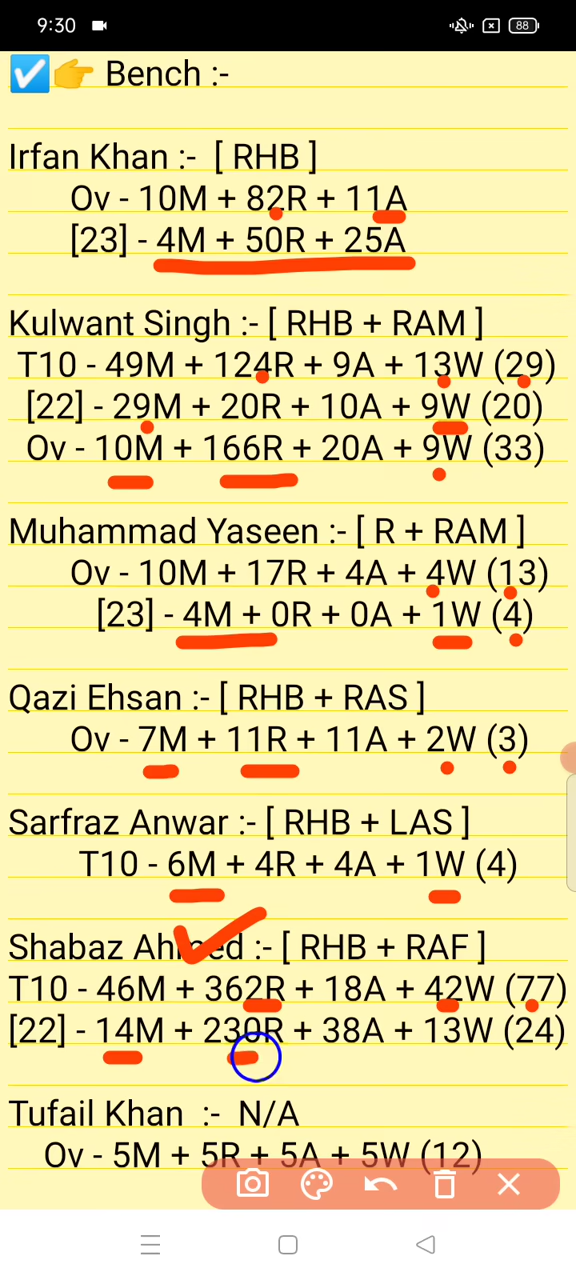 9:30
88
Bench :-
Irfan Khan :- [ RHB ]
Ov - 10M + 82R + 11A
[23] - 4M + 50R + 25A
Kulwant Singh :- [ RHB + RAM ]
T10 - 49M + 124R + 9A + 13W (29)
[22] - 29M + 20R + 10A + 9W (20)
Ov - 10M + 166R + 20A + 9W (33)
Muhammad Yaseen :- [ R + RAM ]
Ov - 10M + 17R + 4A + 4W (13)
[23] - 4M + 0R + 0A + 1W (4)
Qazi Ehsan :- [ RHB + RAS ]
Ov - 7M + 11R + 11A + 2W (3)
Sarfraz Anwar :- [ RHB + LAS ]
T10 - 6M + 4R + 4A + 1W (4)
Shabaz Ahmed :- [ RHB + RAF ]
T10 - 46M + 362R + 18A + 42W (77)
[22] - 14M + 230R + 38A + 13W (24)
Tufail Khan :- N/A
Ov - 5M + 5R + 5A + 5W (12)